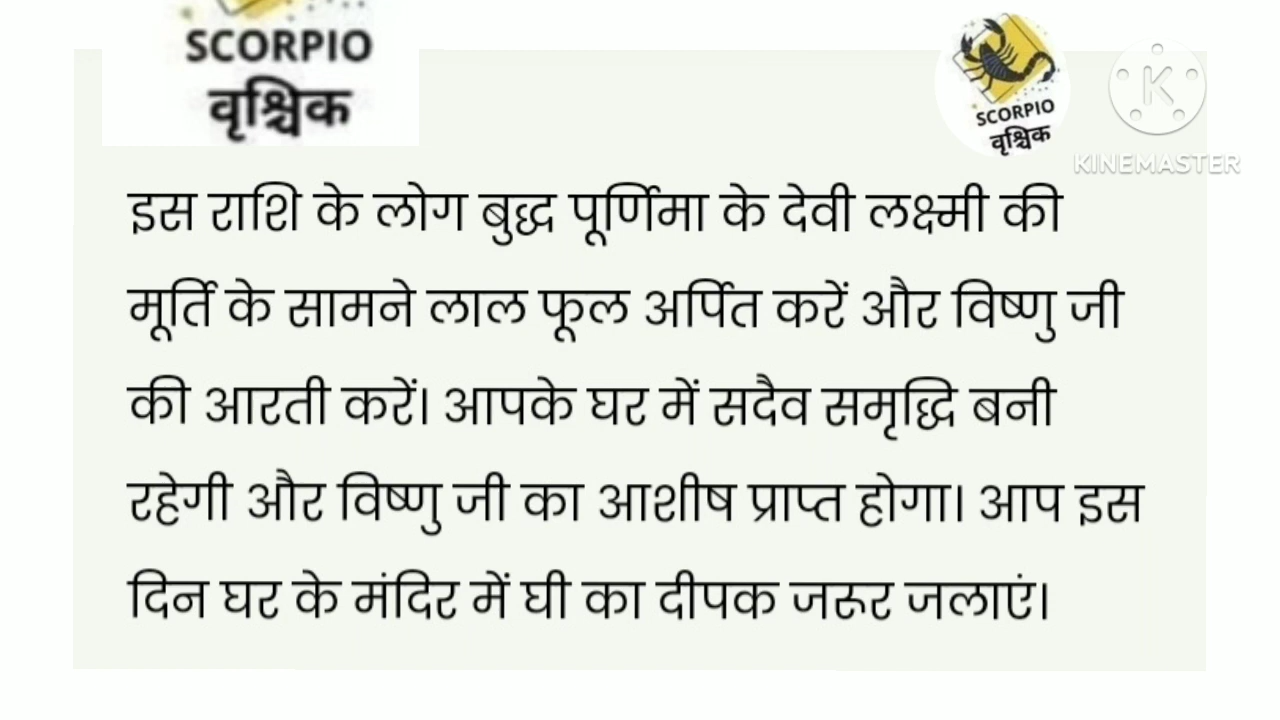 SCORPIO
वृश्चिक
SCORPIO
वृश्चिक
KINEMASTER
इस राशि के लोग बुद्ध पूर्णिमा के देवी लक्ष्मी की
मूर्ति के सामने लाल फूल अर्पित करें और विष्णु जी
की आरती करें। आपके घर में सदैव समृद्धि बनी
रहेगी और विष्णु जी का आशीष प्राप्त होगा। आप इस
दिन घर के मंदिर में घी का दीपक जरूर जलाएं।